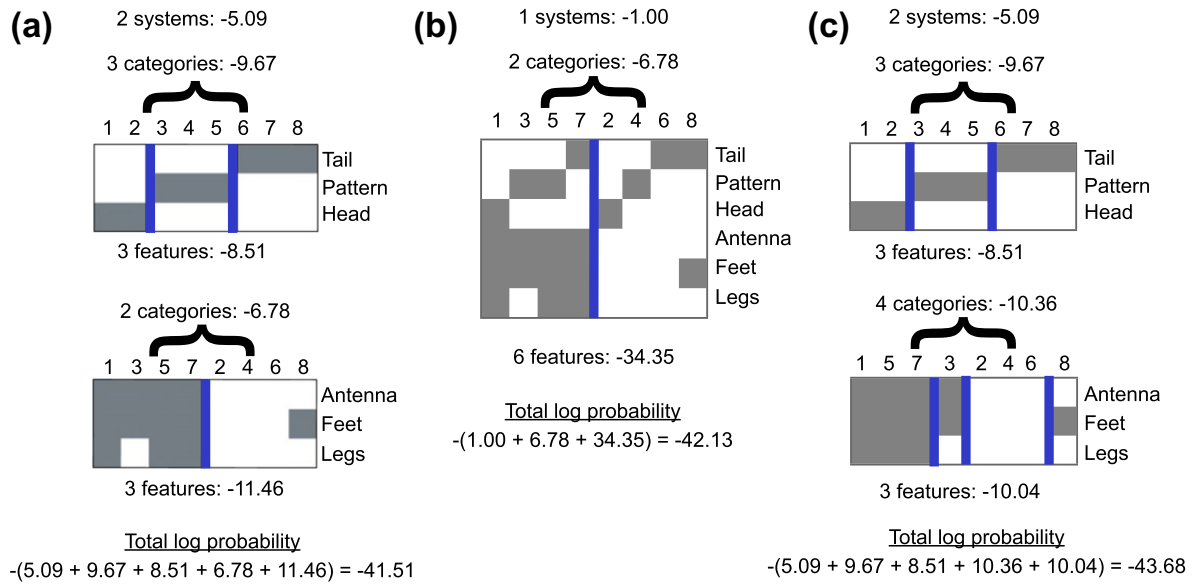 (a)
2 systems: -5.09
3 categories: -9.67
1 2 3 4 5 6 7 8
Tail
Pattern
Head
3 features: -8.51
2 categories: -6.78
1 3 5 7 2 4 6 8
Antenna
Feet
Legs
3 features: -11.46
Total log probability
-(5.09 + 9.67 + 8.51 + 6.78 + 11.46) = -41.51
(b)
1 systems: -1.00
2 categories: -6.78
1 3 5 7 2 4 6 8
Tail
Pattern
Head
Antenna
Feet
Legs
6 features: -34.35
Total log probability
-(1.00 + 6.78 + 34.35) = -42.13
(c)
2 systems: -5.09
3 categories: -9.67
1 2 3 4 5 6 7 8
Tail
Pattern
Head
3 features: -8.51
4 categories: -10.36
1 5 7 3 2 4 6 8
Antenna
Feet
Legs
3 features: -10.04
Total log probability
-(5.09 + 9.67 + 8.51 + 10.36 + 10.04) = -43.68